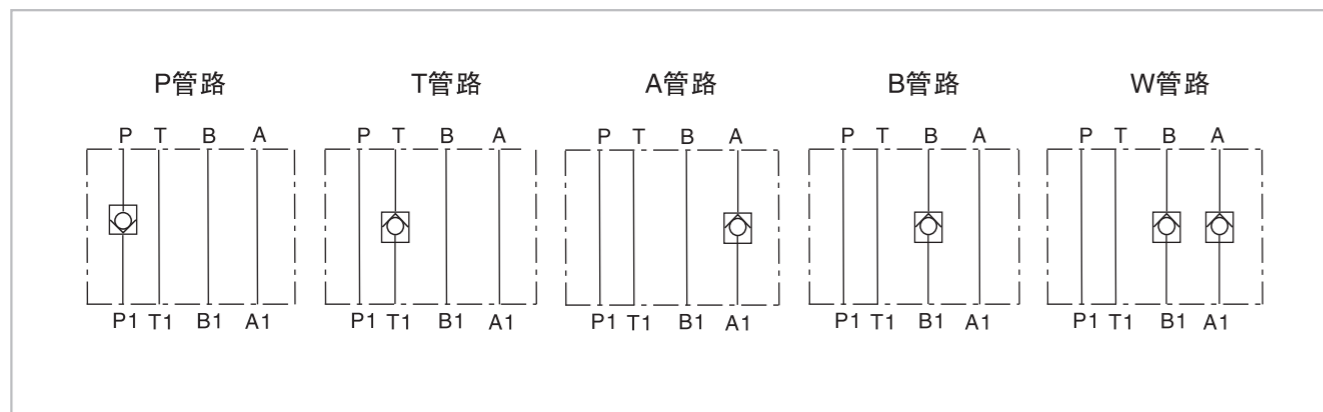 P管路 T管路 A管路 B管路 W管路
P T B A P T B A P T B A P T B A P T B A
P1 T1 B1 A1 P1 T1 B1 A1 P1 T1 B1 A1 P1 T1 B1 A1 P1 T1 B1 A1